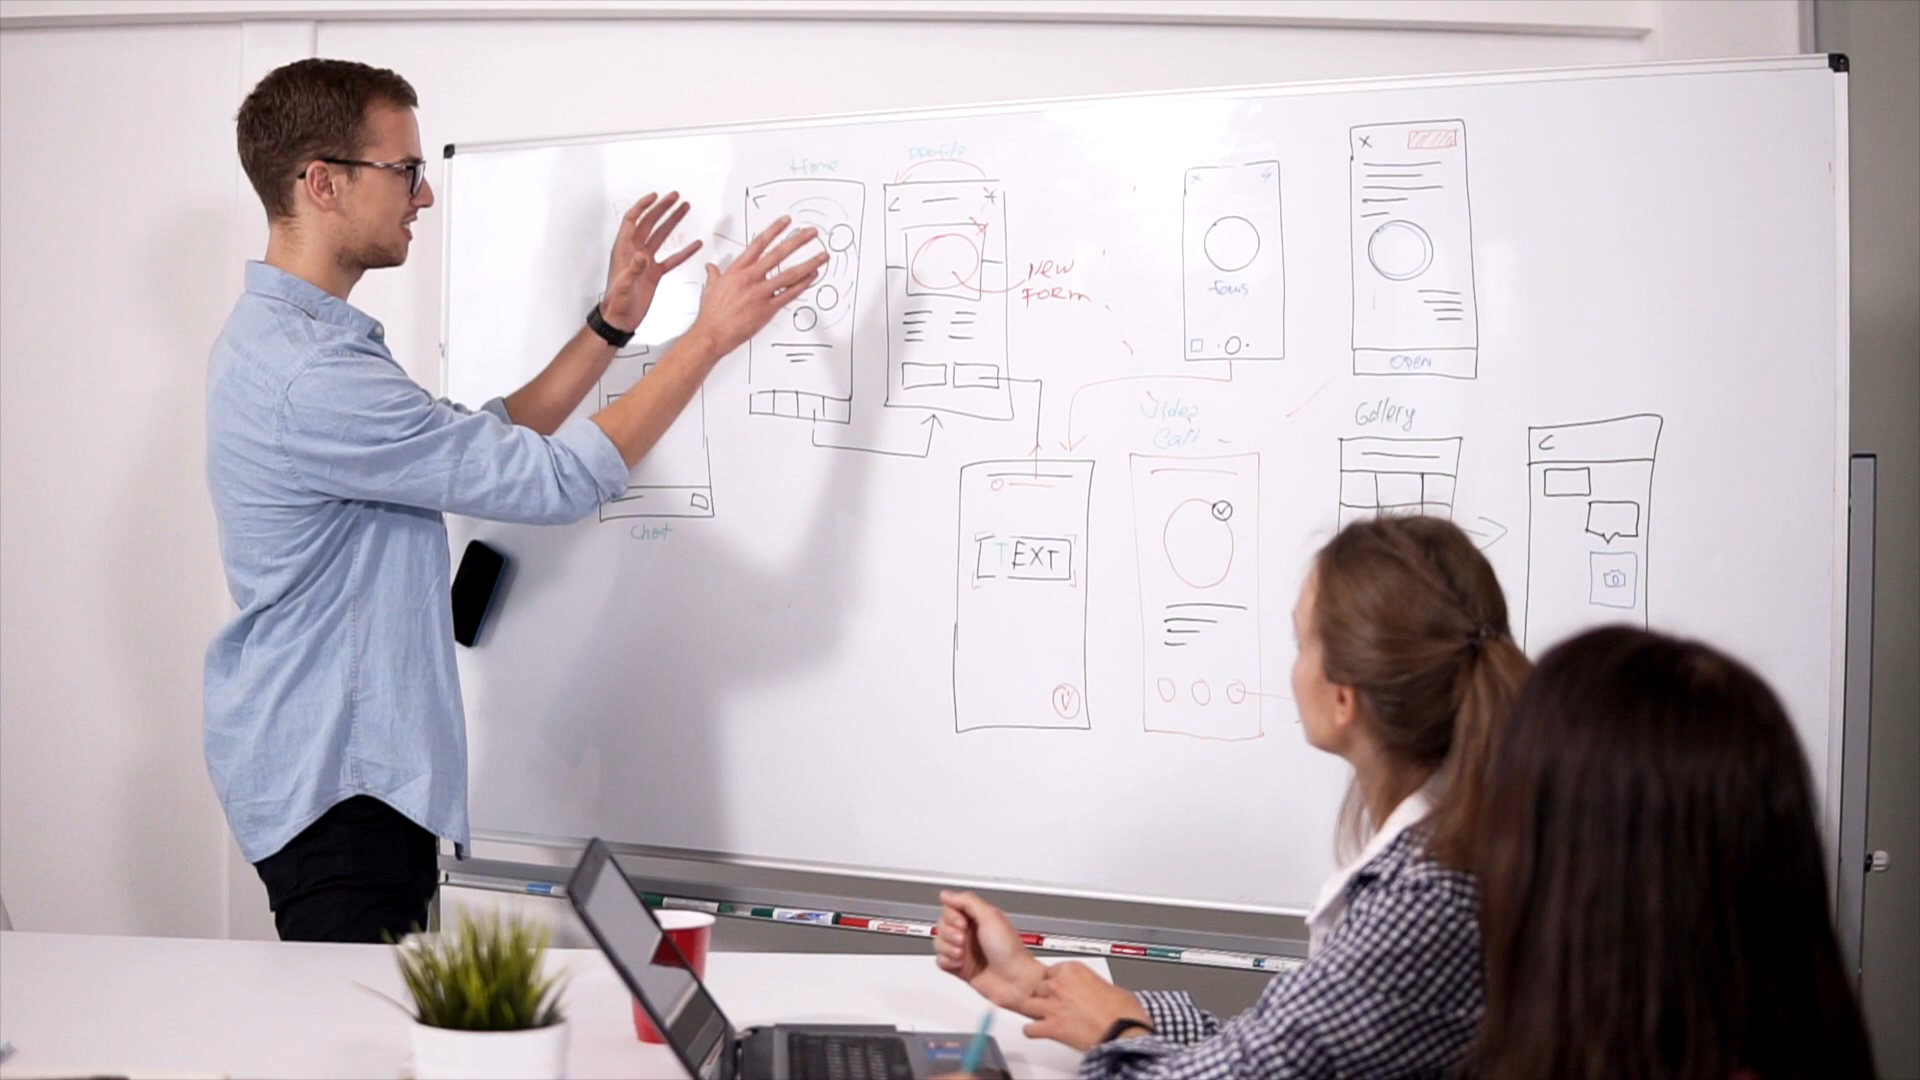 Home
Profile
New
Form
focus
Open
Video
Call
Gallery
TEXT
Chat